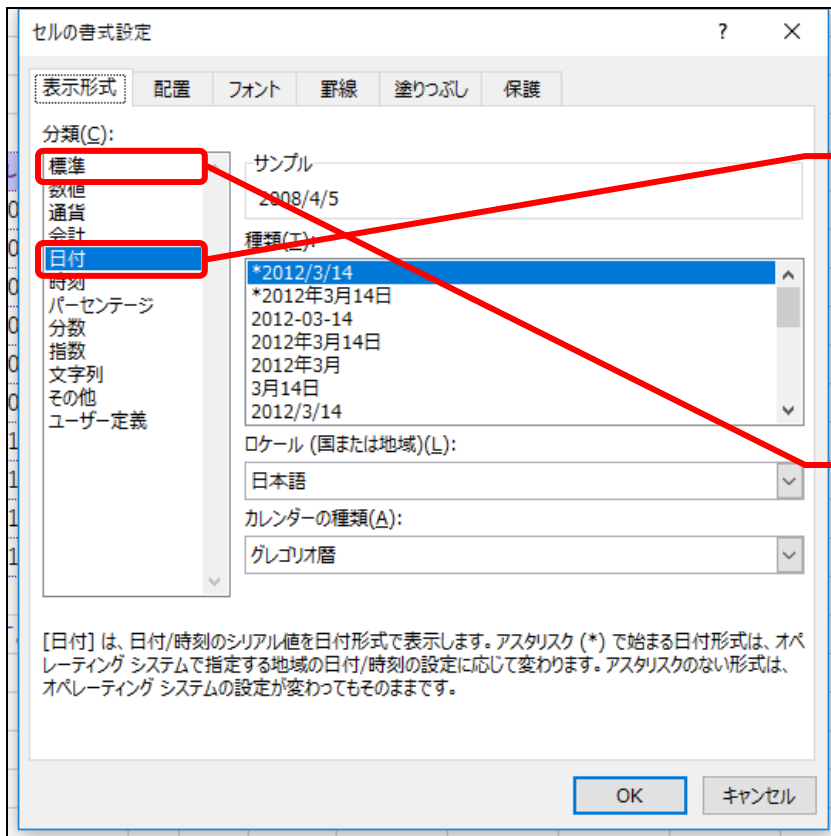 セルの書式設定
?
表示形式 配置 フォント 罫線 塗りつぶし 保護
分類(C):
標準
数値
通貨
会計
日付
時刻
パーセンテージ
分数
指数
文字列
その他
ユーザー定義
サンプル
2008/4/5
種類(T):
*2012/3/14
*2012年3月14日
2012-03-14
2012年3月14日
2012年3月
3月14日
2012/3/14
ロケール (国または地域)(L):
日本語
カレンダーの種類(A):
グレゴリオ暦
[日付] は、日付/時刻のシリアル値を日付形式で表示します。アスタリスク (*) で始まる日付形式は、オペ
レーティング システムで指定する地域の日付/時刻の設定に応じて変わります。アスタリスクのない形式は、
オペレーティング システムの設定が変わってもそのままです。
OK キャンセル